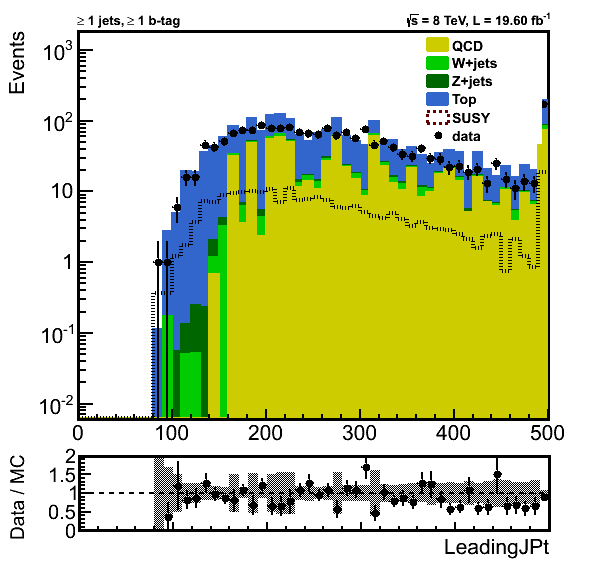 ≥ 1 jets, ≥ 1 b-tag
√s = 8 TeV, L = 19.60 fb⁻¹
Events
10³
10²
10
1
10⁻¹
10⁻²
QCD
W+jets
Z+jets
Top
SUSY
data
0 100 200 300 400 500
Data / MC
2
1.5
1
0.5
0
LeadingJPt